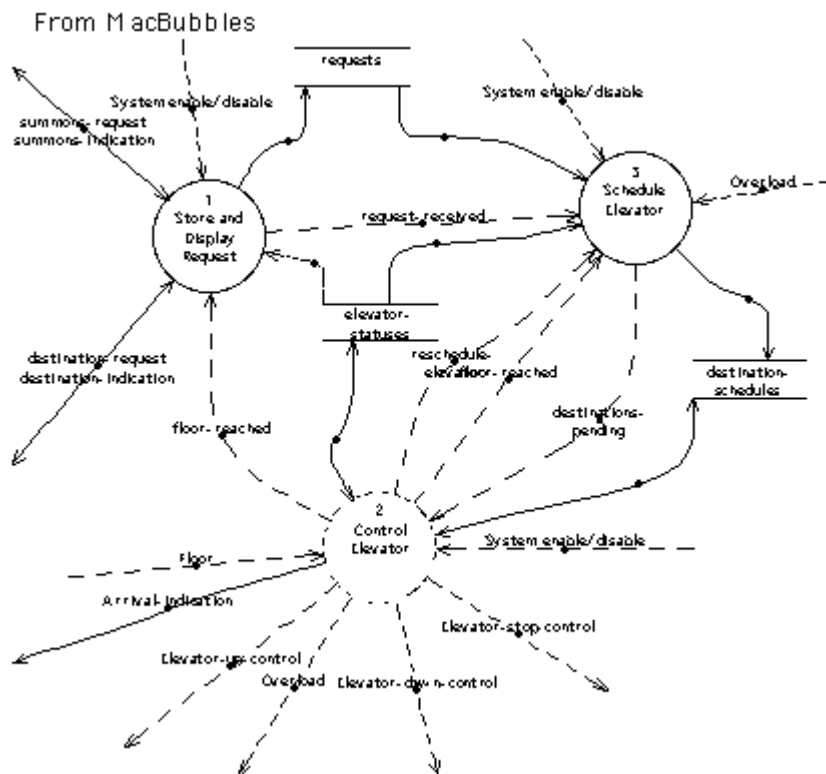 From MacBubbles
requests
System enable/disable
System enable/disable
summons-request
summons-indication
3
Schedule
Elevator
Overload
1
Store and
Display
Request
request-received
elevator-
statuses
destination-request
destination-indication
reschedule-
elevator
floor-reached
destination-
schedules
floor-reached
destinations-
pending
2
Control
Elevator
System enable/disable
Floor
Arrival-indication
Elevator-stop-control
Elevator-up-control
Overload
Elevator-down-control